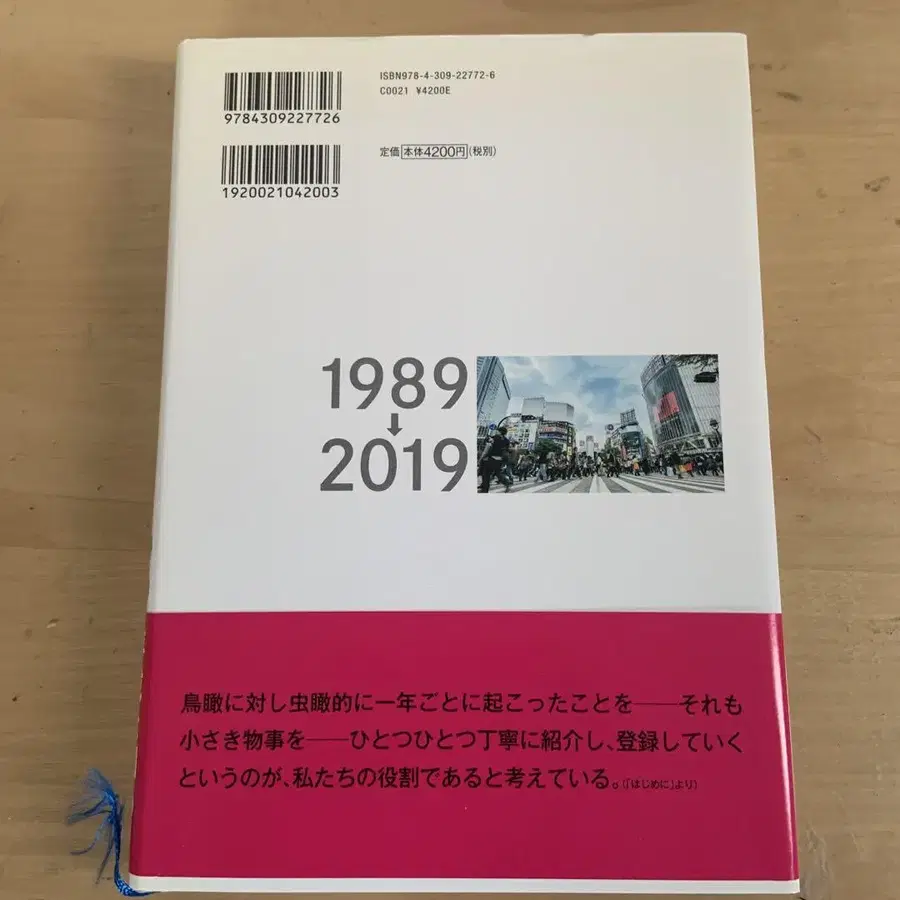 ISBN978-4-309-22772-6
C0021 ¥4200E
9784309227726
定価 本体4200円(税別)
1920021042003
1989
2019
鳥瞰に対し虫瞰的に一年ごとに起こったことを――それも
小さき物事を――ひとつひとつ丁寧に紹介し、登録していく
というのが、私たちの役割であると考えている。(「はじめに」より)